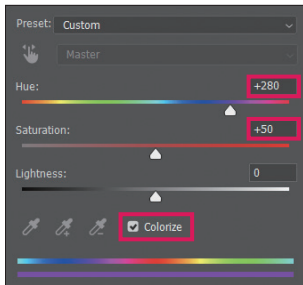 Preset: Custom
Master
Hue: +280
Saturation: +50
Lightness: 0
Colorize